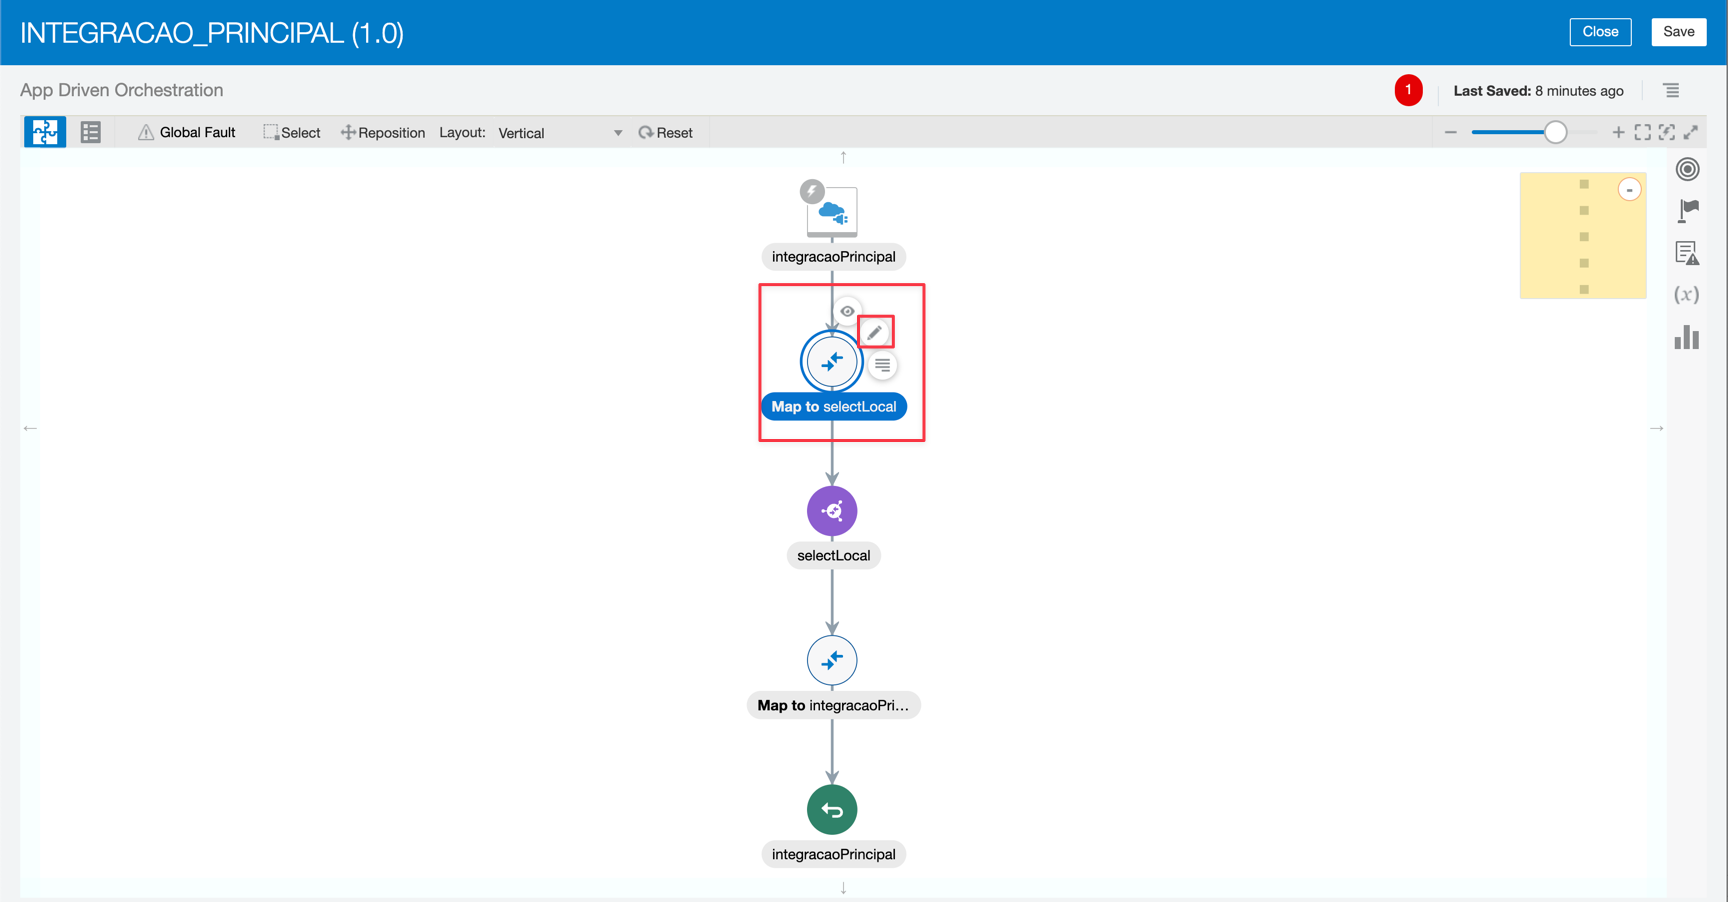 INTEGRACAO_PRINCIPAL (1.0)
Close
Save
App Driven Orchestration
1
Last Saved: 8 minutes ago
Global Fault
Select
Reposition
Layout:
Vertical
Reset
integracaoPrincipal
Map to selectLocal
selectLocal
Map to integracaoPri...
integracaoPrincipal
(x)